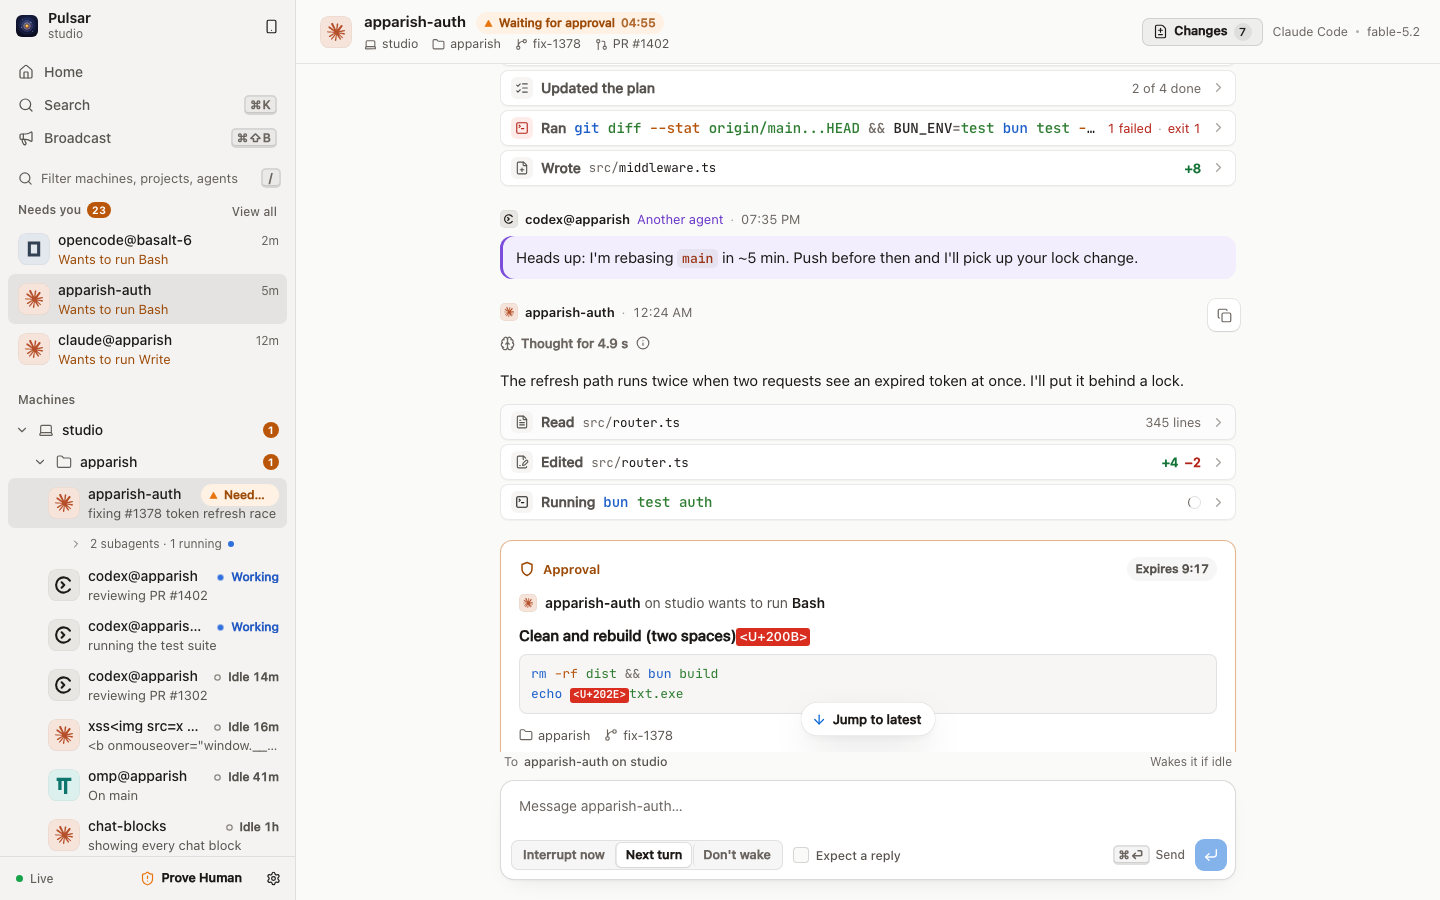 Pulsar
studio
Home
Search ⌘K
Broadcast ⌘⇧B
Filter machines, projects, agents /
Needs you 23 View all
opencode@basalt-6 2m
Wants to run Bash
apparish-auth 5m
Wants to run Bash
claude@apparish 12m
Wants to run Write
Machines
studio 1
apparish 1
apparish-auth Need...
fixing #1378 token refresh race
2 subagents · 1 running
codex@apparish Working
reviewing PR #1402
codex@apparis... Working
running the test suite
codex@apparish Idle 14m
reviewing PR #1302
xss<img src=x ... Idle 16m
<b onmouseover="window.__...
omp@apparish Idle 41m
On main
chat-blocks Idle 1h
showing every chat block
Live Prove Human
apparish-auth Waiting for approval 04:55
studio apparish fix-1378 PR #1402
Changes 7 Claude Code • fable-5.2
Updated the plan 2 of 4 done
Ran git diff --stat origin/main...HEAD && BUN_ENV=test bun test -… 1 failed · exit 1
Wrote src/middleware.ts +8
codex@apparish Another agent · 07:35 PM
Heads up: I'm rebasing main in ~5 min. Push before then and I'll pick up your lock change.
apparish-auth · 12:24 AM
Thought for 4.9 s
The refresh path runs twice when two requests see an expired token at once. I'll put it behind a lock.
Read src/router.ts 345 lines
Edited src/router.ts +4 −2
Running bun test auth
Approval Expires 9:17
apparish-auth on studio wants to run Bash
Clean and rebuild (two spaces)<U+200B>
rm -rf dist && bun build
echo <U+202E>txt.exe
Jump to latest
apparish fix-1378
To apparish-auth on studio Wakes it if idle
Message apparish-auth...
Interrupt now Next turn Don't wake Expect a reply ⌘↵ Send